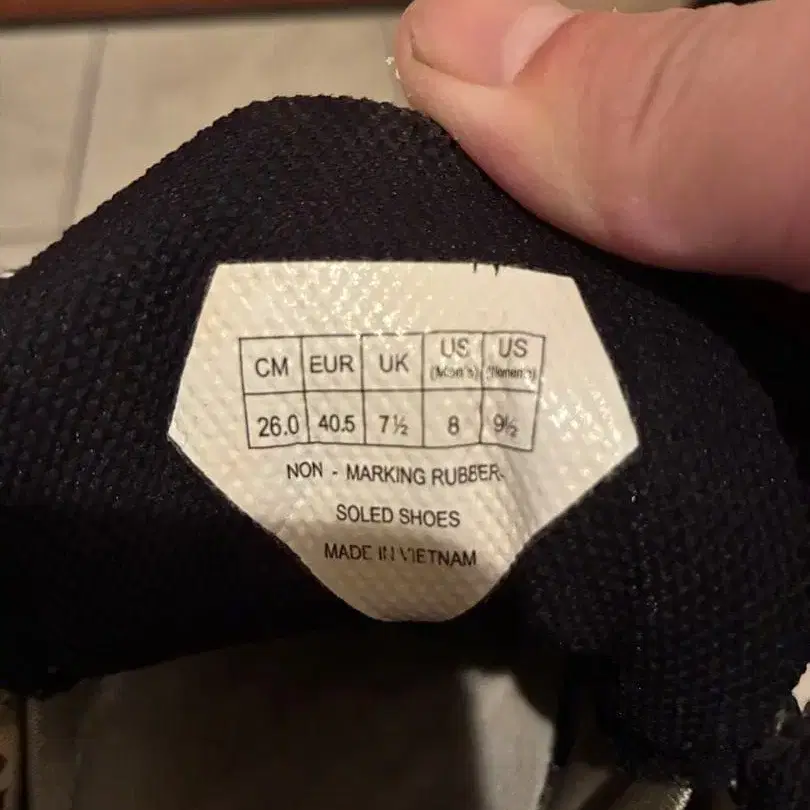 CM EUR UK US (Men's) US (Women's)
26.0 40.5 7½ 8 9½
NON - MARKING RUBBER-
SOLED SHOES
MADE IN VIETNAM